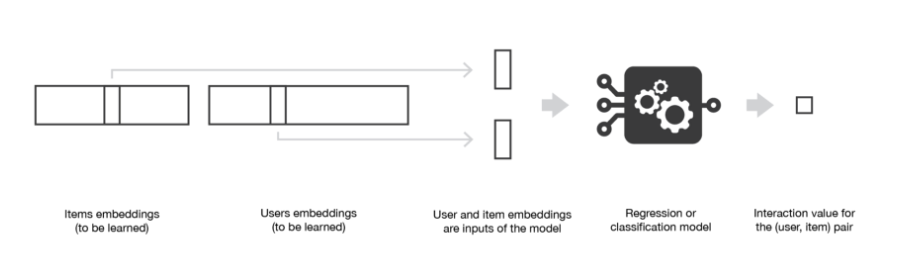 Items embeddings
(to be learned)
Users embeddings
(to be learned)
User and item embeddings
are inputs of the model
Regression or
classification model
Interaction value for
the (user, item) pair